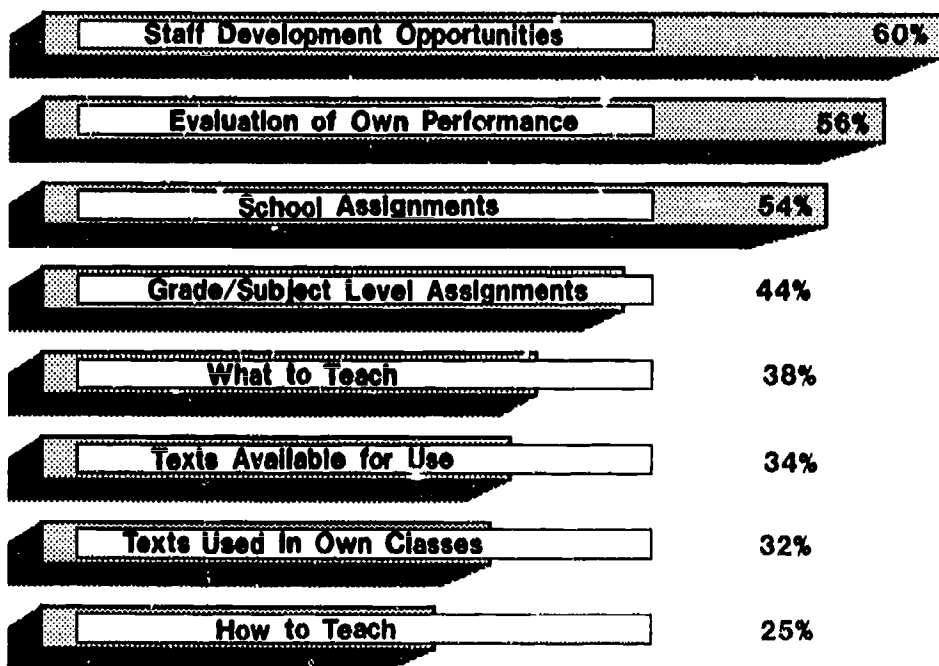 Staff Development Opportunities 60%
Evaluation of Own Performance 56%
School Assignments 54%
Grade/Subject Level Assignments 44%
What to Teach 38%
Texts Available for Use 34%
Texts Used in Own Classes 32%
How to Teach 25%